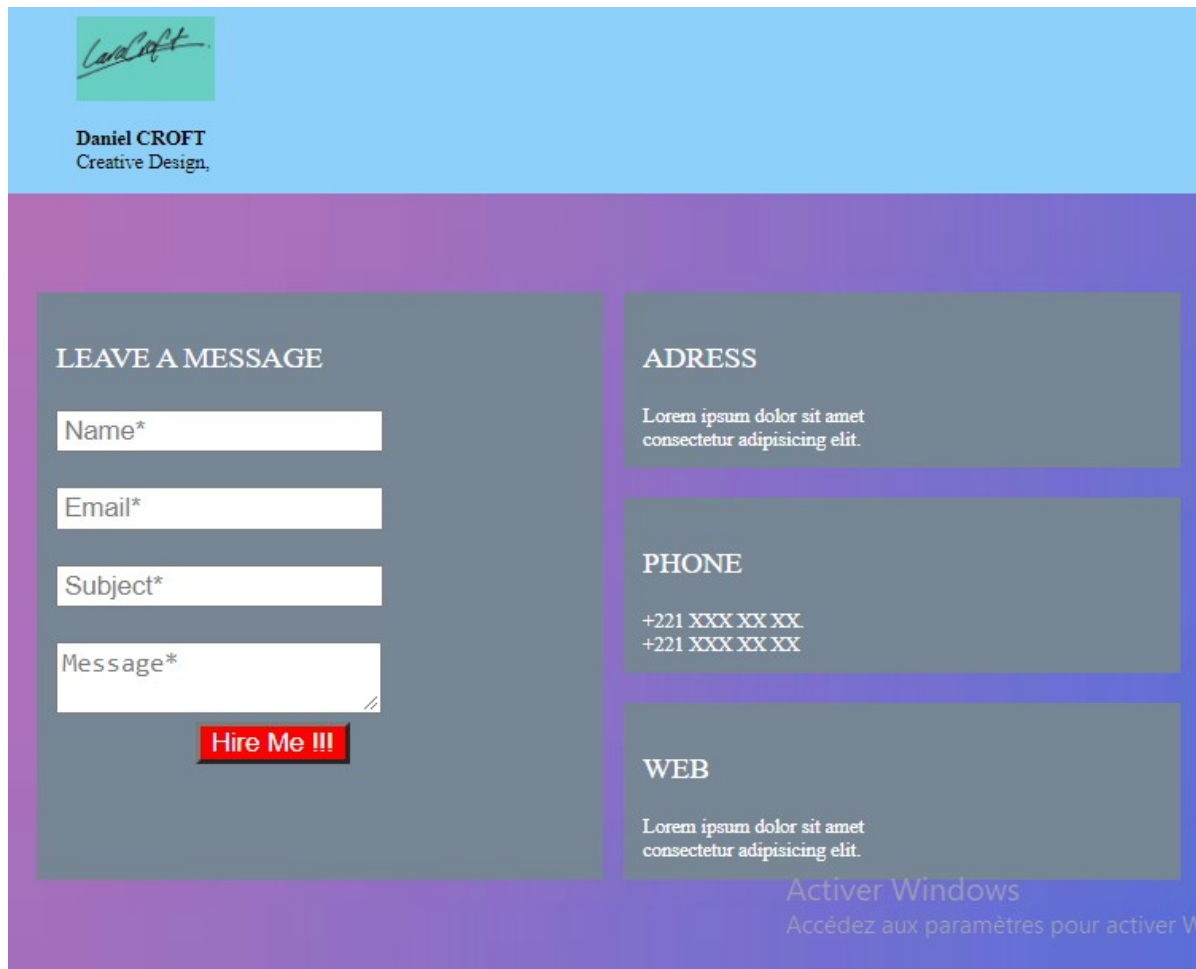 LaraCroft.
Daniel CROFT
Creative Design,
LEAVE A MESSAGE
Name*
Email*
Subject*
Message*
Hire Me !!!
ADRESS
Lorem ipsum dolor sit amet
consectetur adipisicing elit.
PHONE
+221 XXX XX XX.
+221 XXX XX XX
WEB
Lorem ipsum dolor sit amet
consectetur adipisicing elit.
Activer Windows
Accédez aux paramètres pour activer W